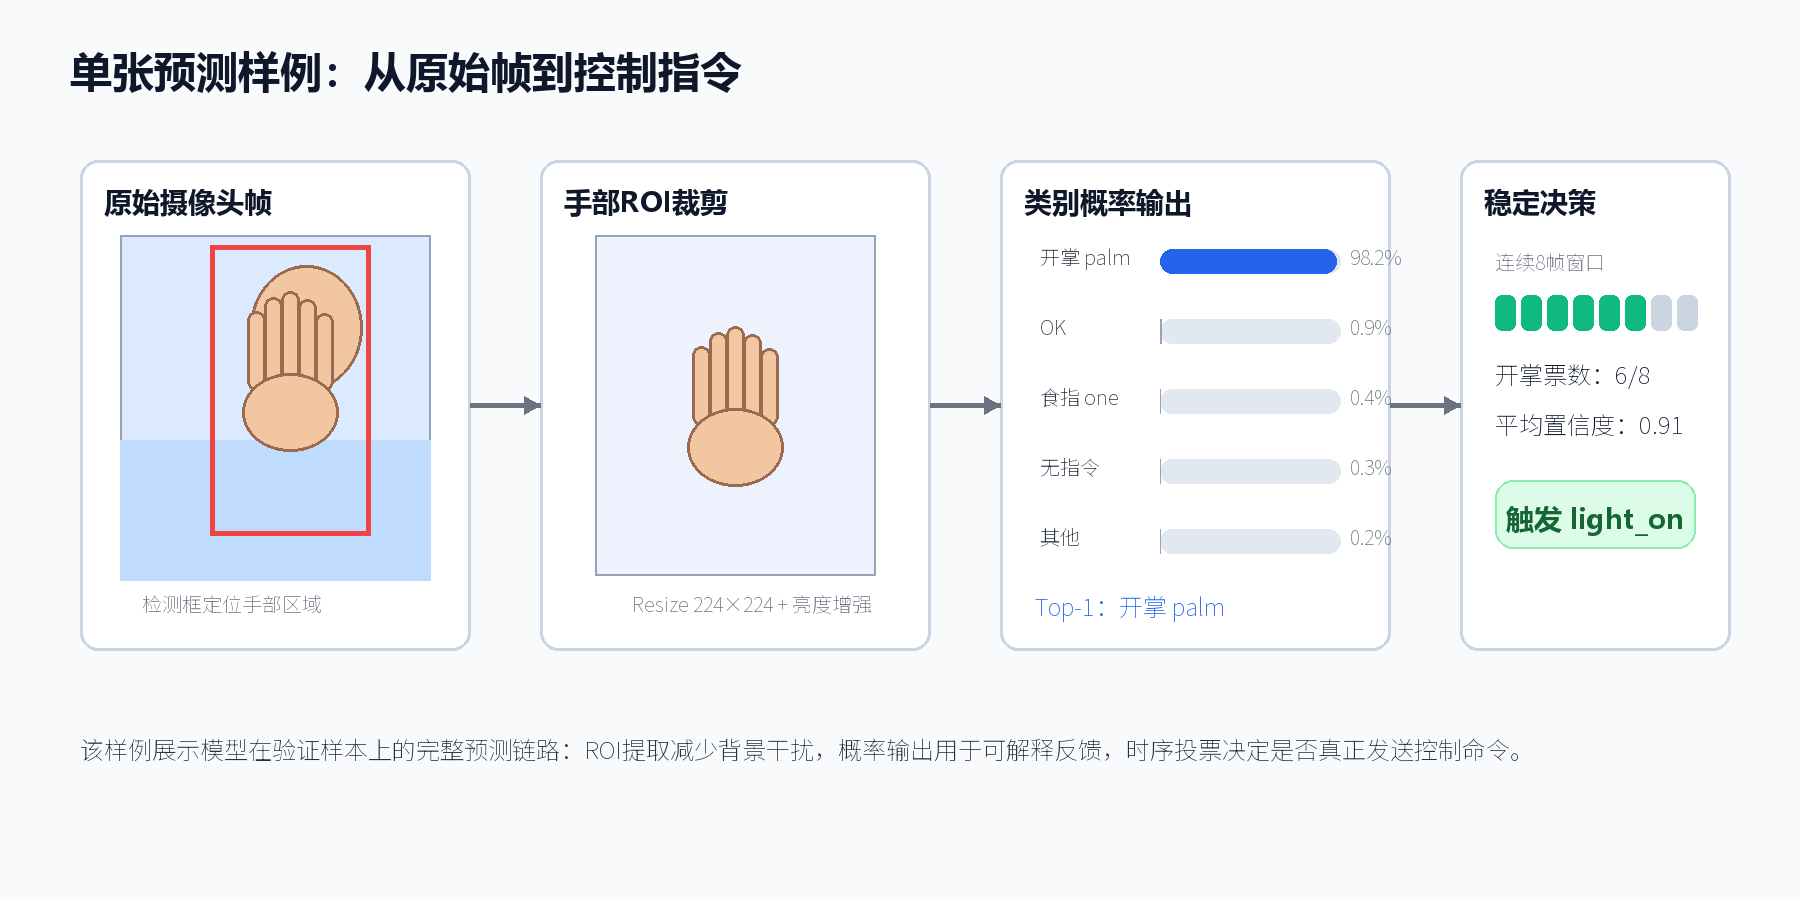 单张预测样例：从原始帧到控制指令
原始摄像头帧
检测框定位手部区域
手部ROI裁剪
Resize 224×224 + 亮度增强
类别概率输出
开掌 palm 98.2%
OK 0.9%
食指 one 0.4%
无指令 0.3%
其他 0.2%
Top-1：开掌 palm
稳定决策
连续8帧窗口
开掌票数：6/8
平均置信度：0.91
触发 light_on
该样例展示模型在验证样本上的完整预测链路：ROI提取减少背景干扰，概率输出用于可解释反馈，时序投票决定是否真正发送控制命令。